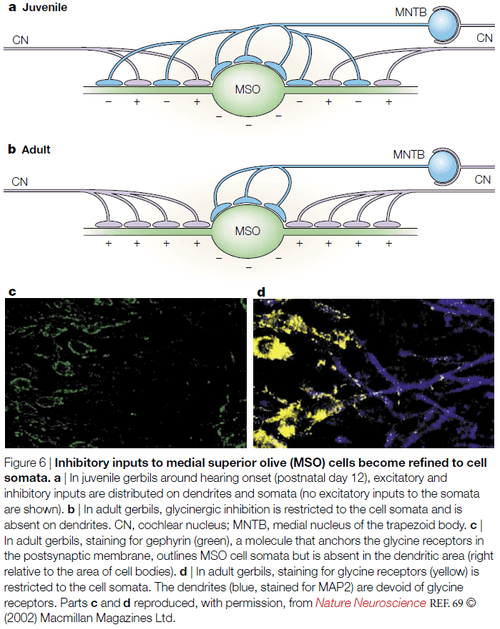 a Juvenile
MNTB
CN
CN
MSO
− + − + − + − +
− − −
b Adult
MNTB
CN
CN
MSO
+ + + + + + + +
− − −
c
d
Figure 6 | Inhibitory inputs to medial superior olive (MSO) cells become refined to cell
somata. a | In juvenile gerbils around hearing onset (postnatal day 12), excitatory and
inhibitory inputs are distributed on dendrites and somata (no excitatory inputs to the somata
are shown). b | In adult gerbils, glycinergic inhibition is restricted to the cell somata and is
absent on dendrites. CN, cochlear nucleus; MNTB, medial nucleus of the trapezoid body. c |
In adult gerbils, staining for gephyrin (green), a molecule that anchors the glycine receptors in
the postsynaptic membrane, outlines MSO cell somata but is absent in the dendritic area (right
relative to the area of cell bodies). d | In adult gerbils, staining for glycine receptors (yellow) is
restricted to the cell somata. The dendrites (blue, stained for MAP2) are devoid of glycine
receptors. Parts c and d reproduced, with permission, from Nature Neuroscience REF. 69 ©
(2002) Macmillan Magazines Ltd.